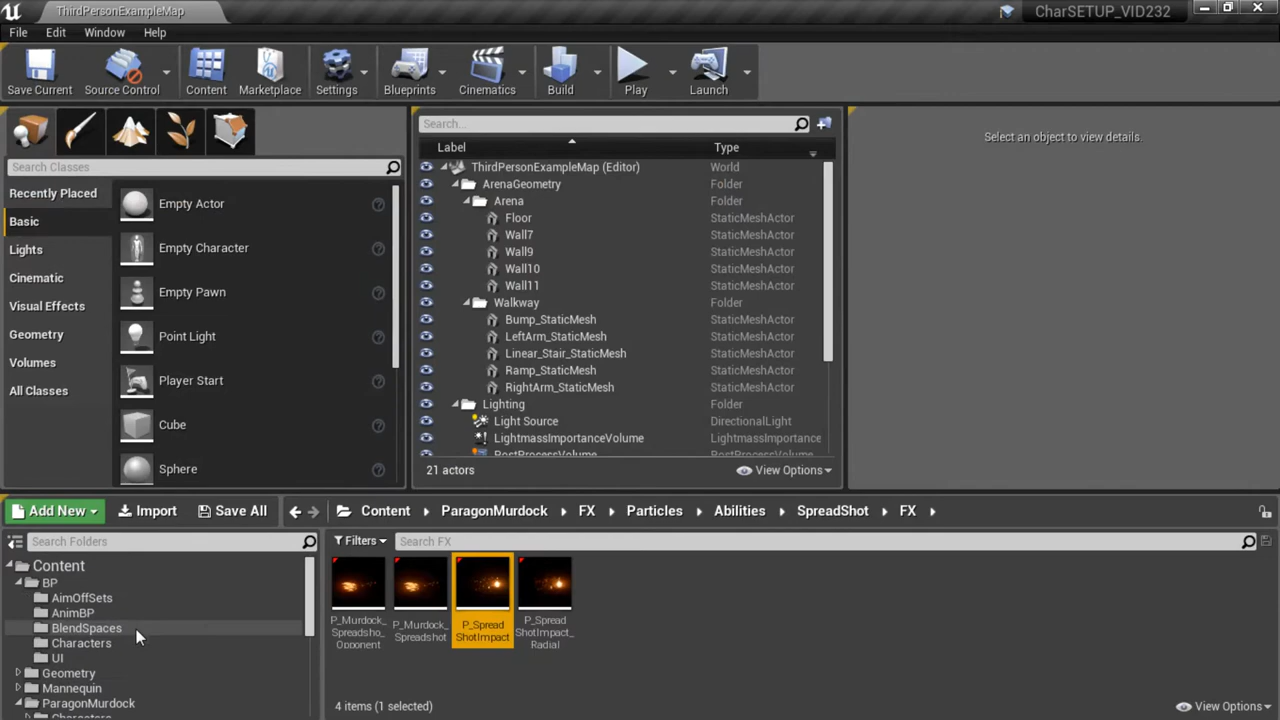 ThirdPersonExampleMap
CharSETUP_VID232
File Edit Window Help
Save Current Source Control Content Marketplace Settings Blueprints Cinematics Build Play Launch
Search Classes
Recently Placed
Basic
Lights
Cinematic
Visual Effects
Geometry
Volumes
All Classes
Empty Actor
Empty Character
Empty Pawn
Point Light
Player Start
Cube
Sphere
Search...
Label Type
ThirdPersonExampleMap (Editor) World
ArenaGeometry Folder
Arena Folder
Floor StaticMeshActor
Wall7 StaticMeshActor
Wall9 StaticMeshActor
Wall10 StaticMeshActor
Wall11 StaticMeshActor
Walkway Folder
Bump_StaticMesh StaticMeshActor
LeftArm_StaticMesh StaticMeshActor
Linear_Stair_StaticMesh StaticMeshActor
Ramp_StaticMesh StaticMeshActor
RightArm_StaticMesh StaticMeshActor
Lighting Folder
Light Source DirectionalLight
LightmassImportanceVolume LightmassImportance
PostProcessVolume PostProcessVolume
21 actors View Options
Select an object to view details.
Add New Import Save All Content ParagonMurdock FX Particles Abilities SpreadShot FX
Search Folders
Filters Search FX
Content
BP
AimOffSets
AnimBP
BlendSpaces
Characters
UI
Geometry
Mannequin
ParagonMurdock
Characters
P_Murdock_
Spreadsho_
Opponent
P_Murdock_
Spreadshot
P_Spread
ShotImpact
P_Spread
ShotImpact_
Radial
4 items (1 selected) View Options